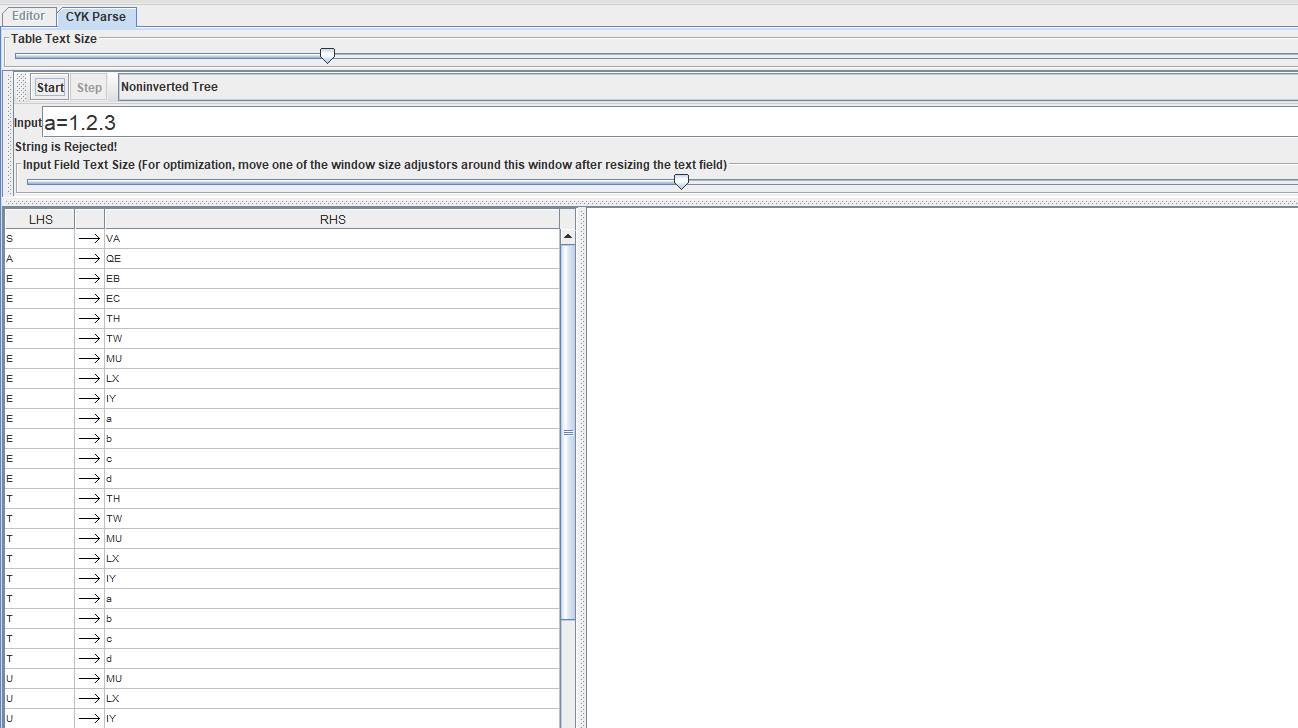 Editor CYK Parse
Table Text Size
Start Step Noninverted Tree
Input a=1.2.3
String is Rejected!
Input Field Text Size (For optimization, move one of the window size adjustors around this window after resizing the text field)
LHS RHS
S → VA
A → QE
E → EB
E → EC
E → TH
E → TW
E → MU
E → LX
E → IY
E → a
E → b
E → c
E → d
T → TH
T → TW
T → MU
T → LX
T → IY
T → a
T → b
T → c
T → d
U → MU
U → LX
U → IY